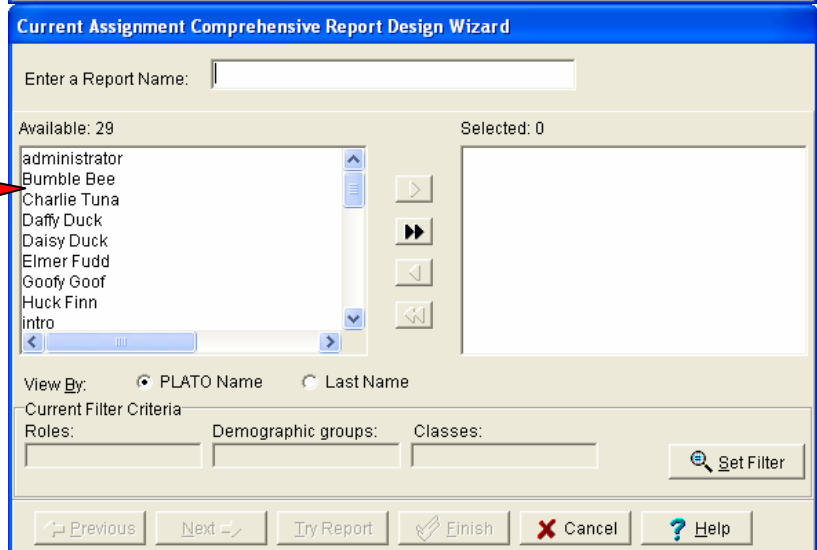 Current Assignment Comprehensive Report Design Wizard
Enter a Report Name:
Available: 29
Selected: 0
administrator
Bumble Bee
Charlie Tuna
Daffy Duck
Daisy Duck
Elmer Fudd
Goofy Goof
Huck Finn
intro
View By: PLATO Name Last Name
Current Filter Criteria
Roles: Demographic groups: Classes:
Set Filter
Previous Next Try Report Finish Cancel Help